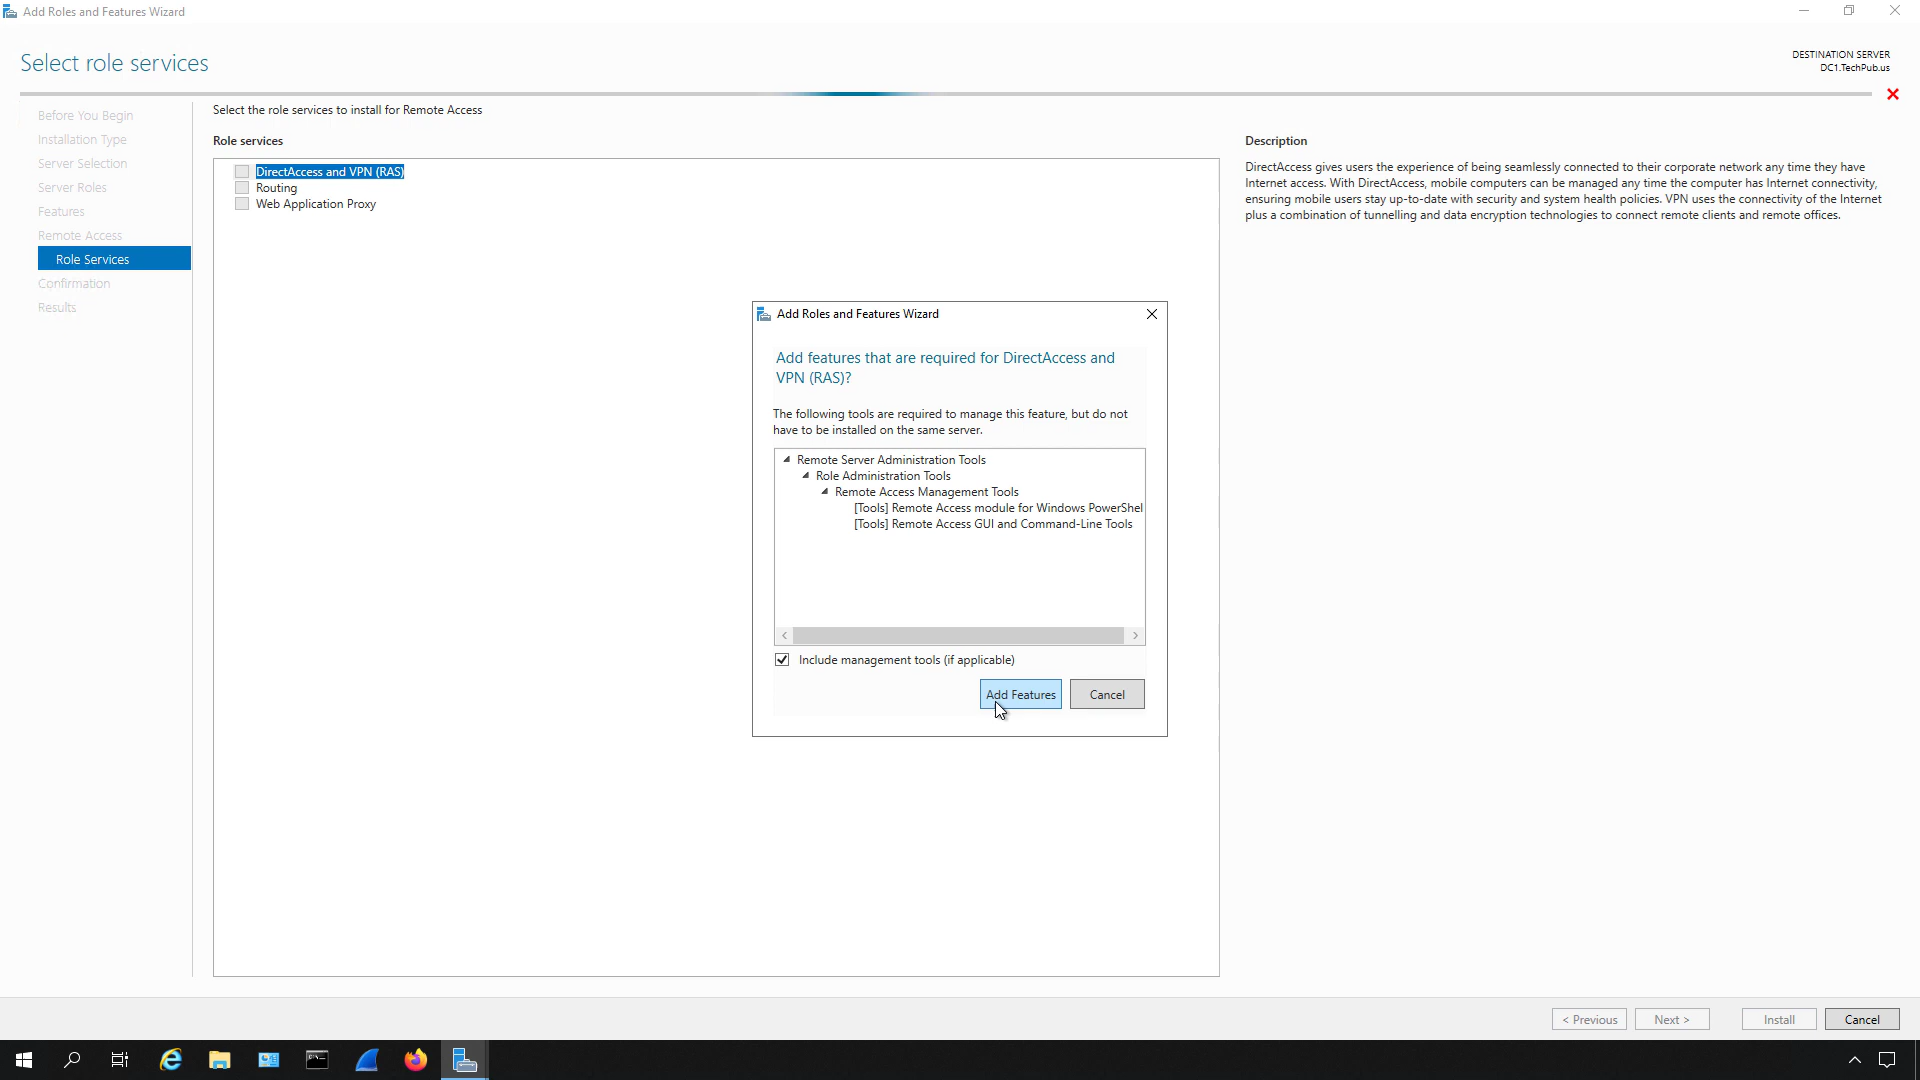 Add Roles and Features Wizard
Select role services
DESTINATION SERVER
DC1.TechPub.us
Before You Begin
Installation Type
Server Selection
Server Roles
Features
Remote Access
Role Services
Confirmation
Results
Select the role services to install for Remote Access
Role services
DirectAccess and VPN (RAS)
Routing
Web Application Proxy
Description
DirectAccess gives users the experience of being seamlessly connected to their corporate network any time they have
Internet access. With DirectAccess, mobile computers can be managed any time the computer has Internet connectivity,
ensuring mobile users stay up-to-date with security and system health policies. VPN uses the connectivity of the Internet
plus a combination of tunnelling and data encryption technologies to connect remote clients and remote offices.
Add Roles and Features Wizard
Add features that are required for DirectAccess and
VPN (RAS)?
The following tools are required to manage this feature, but do not
have to be installed on the same server.
Remote Server Administration Tools
Role Administration Tools
Remote Access Management Tools
[Tools] Remote Access module for Windows PowerShel
[Tools] Remote Access GUI and Command-Line Tools
Include management tools (if applicable)
Add Features
Cancel
< Previous
Next >
Install
Cancel